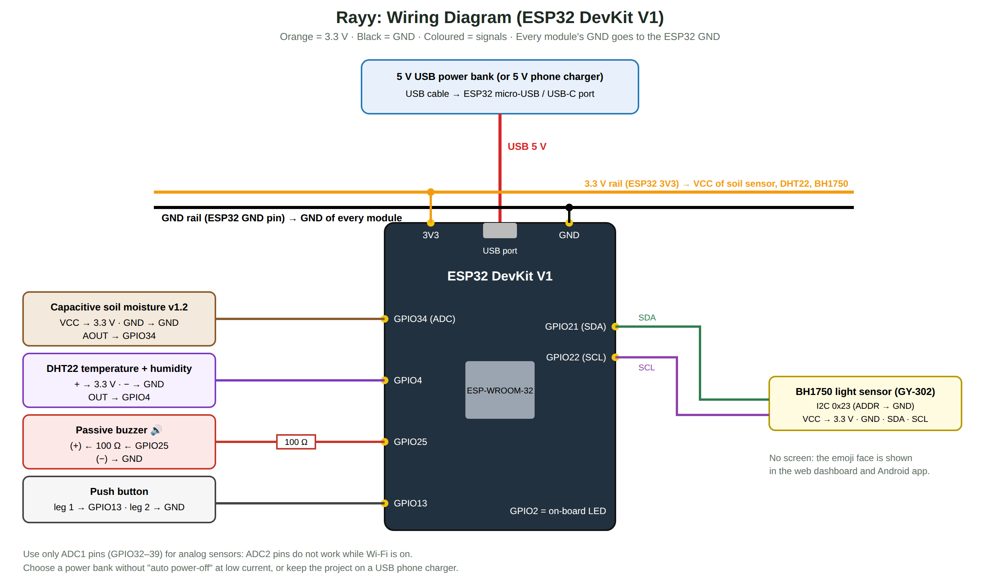 Rayy: Wiring Diagram (ESP32 DevKit V1)
Orange = 3.3 V · Black = GND · Coloured = signals · Every module's GND goes to the ESP32 GND
5 V USB power bank (or 5 V phone charger)
USB cable → ESP32 micro-USB / USB-C port
USB 5 V
3.3 V rail (ESP32 3V3) → VCC of soil sensor, DHT22, BH1750
GND rail (ESP32 GND pin) → GND of every module
3V3
GND
USB port
ESP32 DevKit V1
Capacitive soil moisture v1.2
VCC → 3.3 V · GND → GND
AOUT → GPIO34
GPIO34 (ADC)
DHT22 temperature + humidity
+ → 3.3 V · − → GND
OUT → GPIO4
GPIO4
Passive buzzer 🔊
(+) ← 100 Ω ← GPIO25
(−) → GND
100 Ω
GPIO25
Push button
leg 1 → GPIO13 · leg 2 → GND
GPIO13
ESP-WROOM-32
GPIO21 (SDA)
SDA
GPIO22 (SCL)
SCL
GPIO2 = on-board LED
BH1750 light sensor (GY-302)
I2C 0x23 (ADDR → GND)
VCC → 3.3 V · GND · SDA · SCL
No screen: the emoji face is shown
in the web dashboard and Android app.
Use only ADC1 pins (GPIO32–39) for analog sensors: ADC2 pins do not work while Wi-Fi is on.
Choose a power bank without "auto power-off" at low current, or keep the project on a USB phone charger.